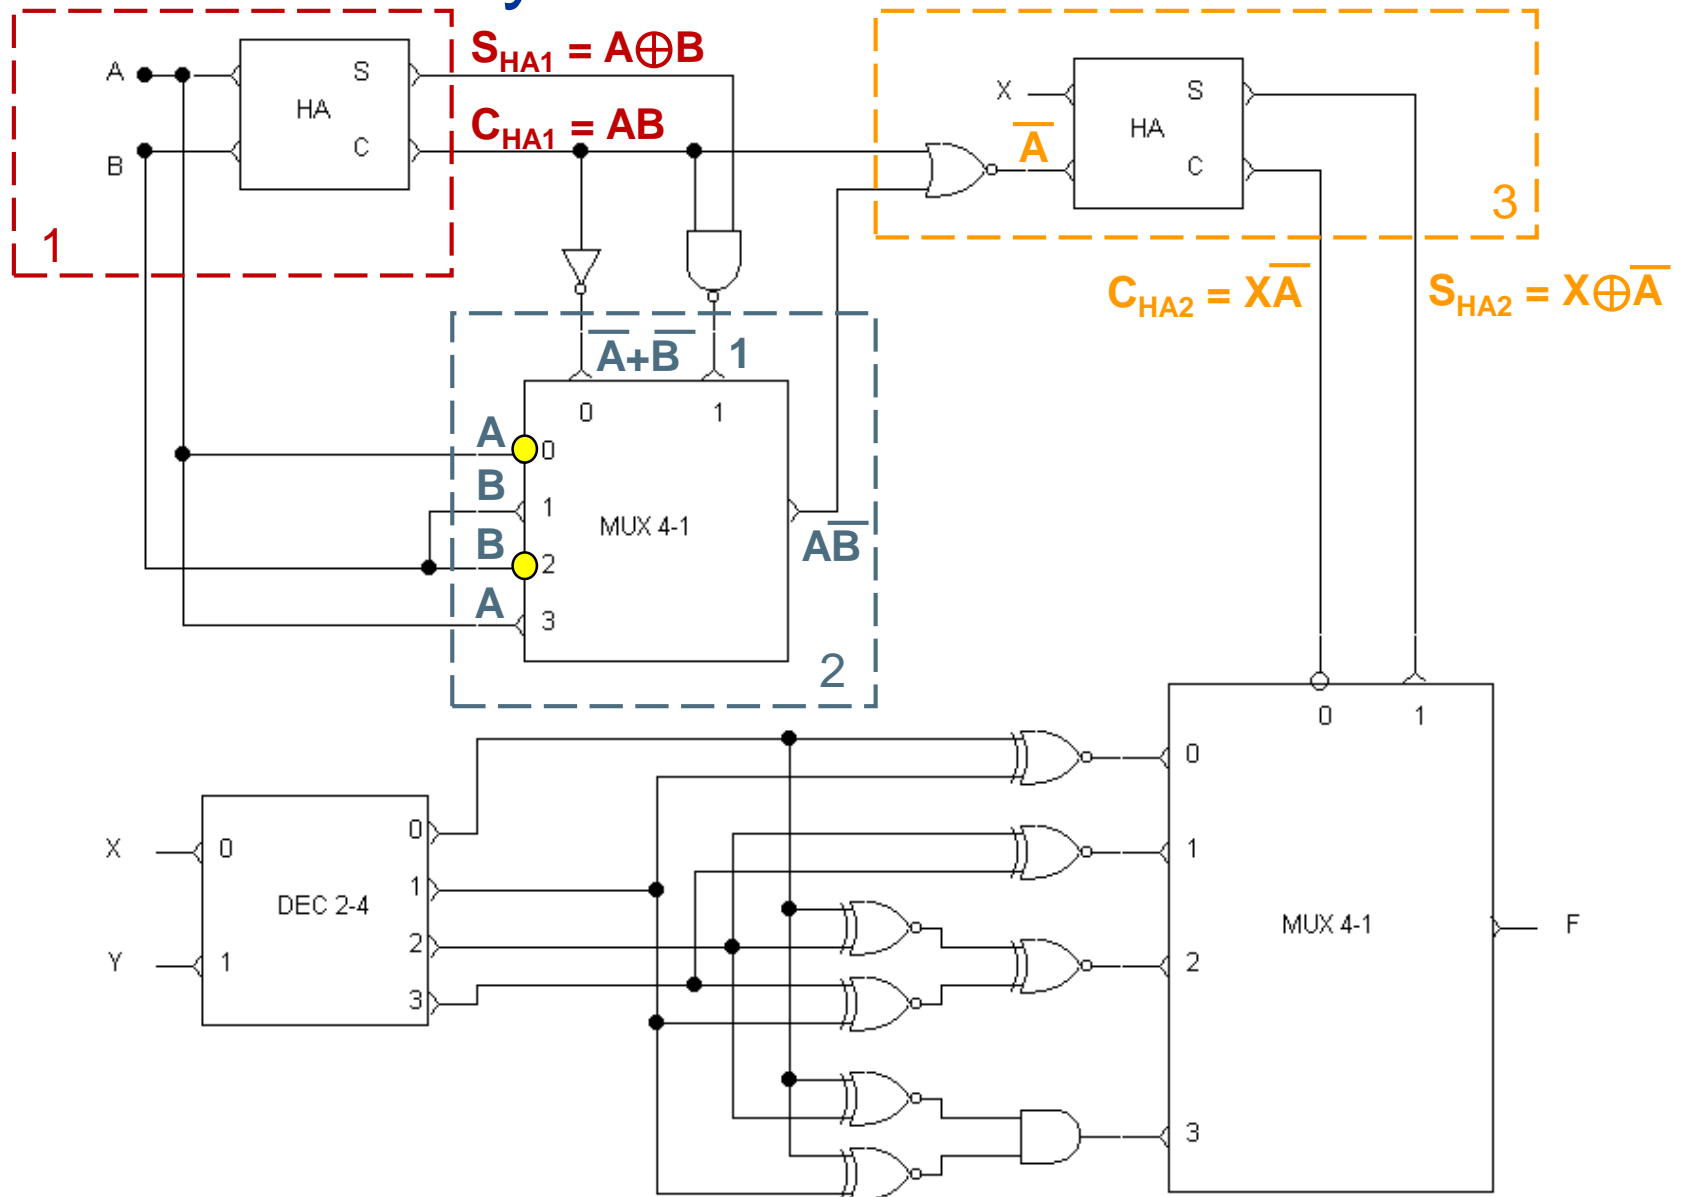 A
B
HA
S
C
1
S_HA1 = A⊕B
C_HA1 = AB
X
A̅
HA
S
C
3
C_HA2 = XA̅
S_HA2 = X⊕A̅
A̅+B̅
1
0
1
A
0
B
1
B
2
A
3
MUX 4-1
AB̅
2
X
Y
0
1
DEC 2-4
0
1
2
3
0
1
0
1
2
3
MUX 4-1
F